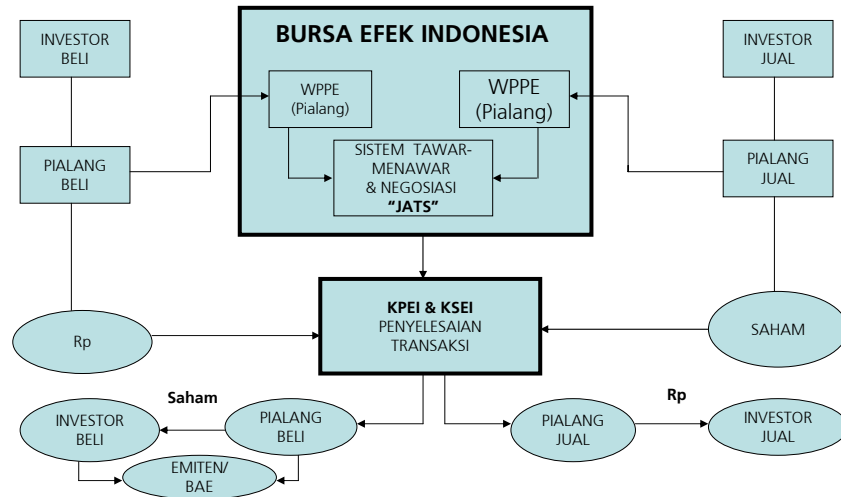 BURSA EFEK INDONESIA
INVESTOR
BELI
INVESTOR
JUAL
WPPE
(Pialang)
WPPE
(Pialang)
PIALANG
BELI
SISTEM TAWAR-
MENAWAR
& NEGOSIASI
“JATS”
PIALANG
JUAL
Rp
KPEI & KSEI
PENYELESAIAN
TRANSAKSI
SAHAM
Saham
Rp
INVESTOR
BELI
PIALANG
BELI
PIALANG
JUAL
INVESTOR
JUAL
EMITEN/
BAE